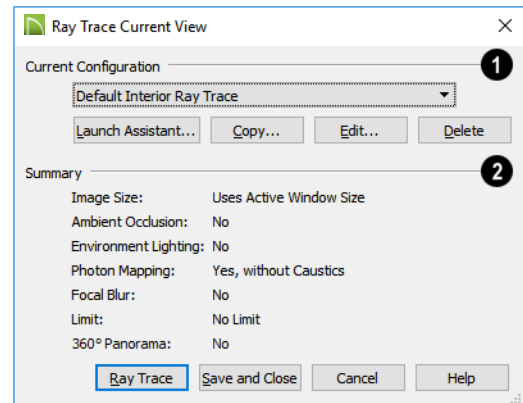 Ray Trace Current View
Current Configuration 1
Default Interior Ray Trace
Launch Assistant... Copy... Edit... Delete
Summary 2
Image Size: Uses Active Window Size
Ambient Occlusion: No
Environment Lighting: No
Photon Mapping: Yes, without Caustics
Focal Blur: No
Limit: No Limit
360° Panorama: No
Ray Trace Save and Close Cancel Help